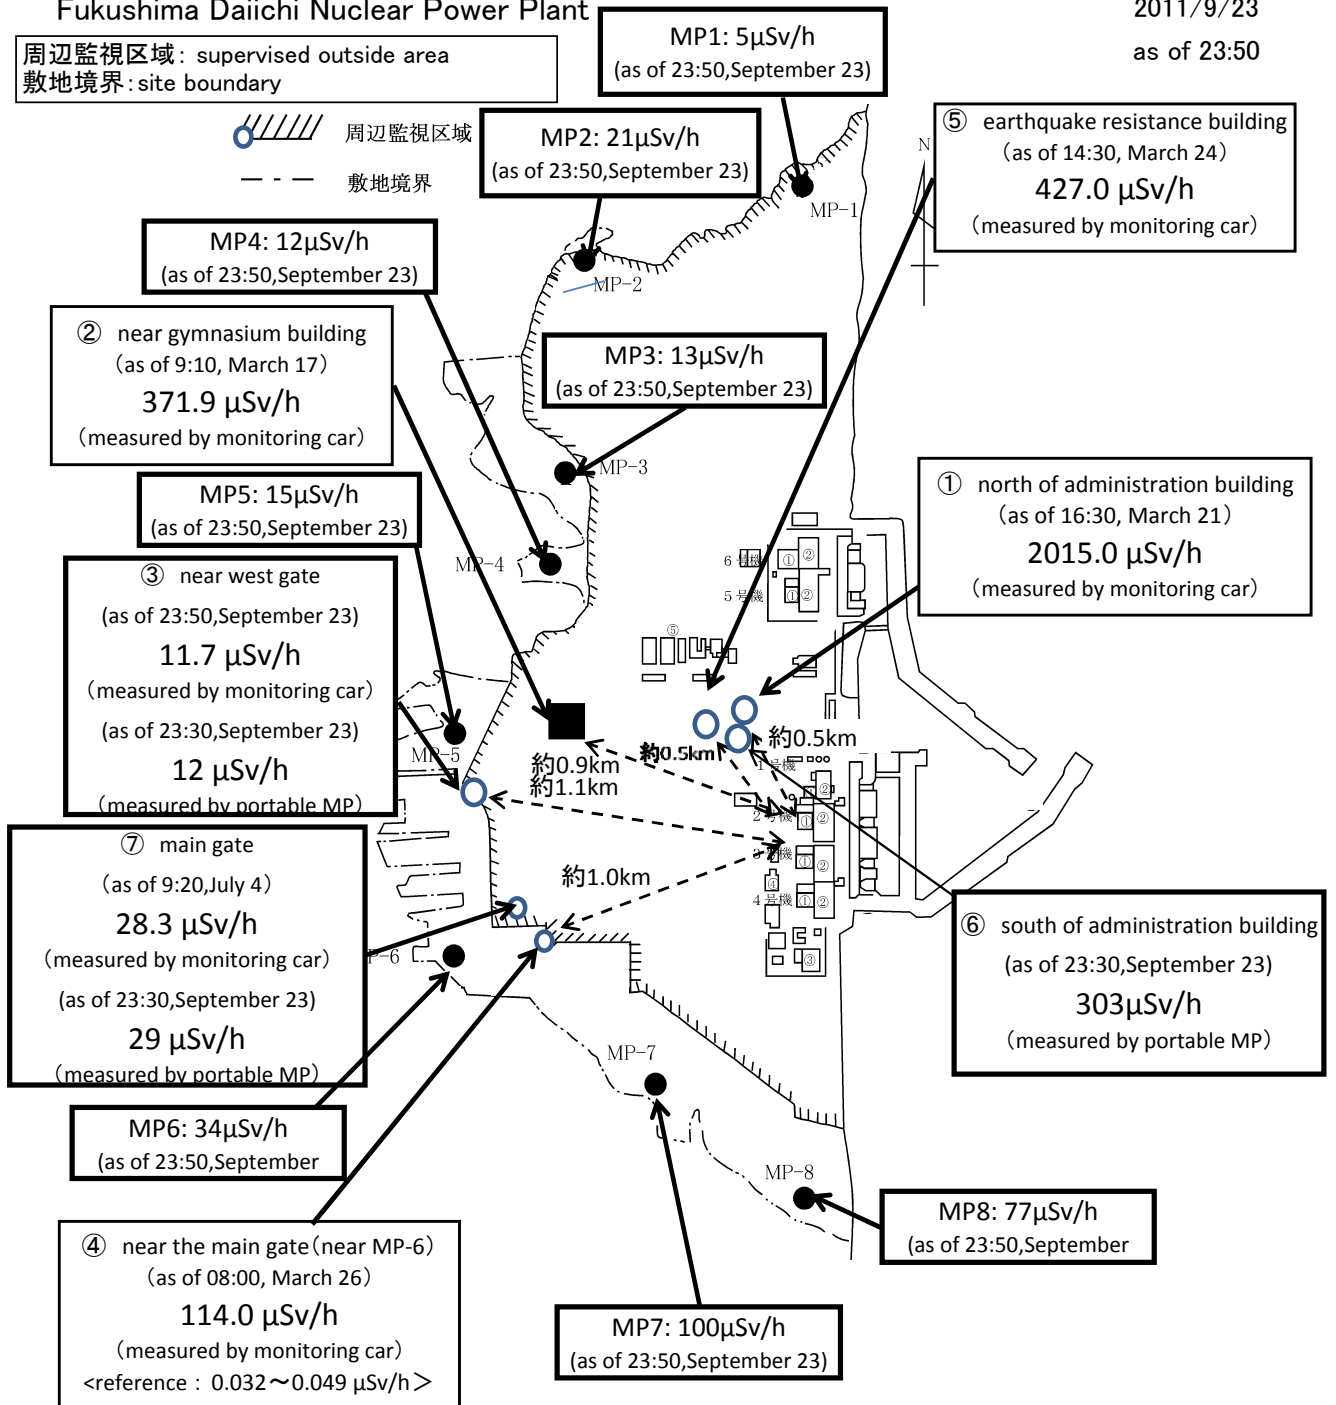 Fukushima Daiichi Nuclear Power Plant
2011/9/23
as of 23:50
周辺監視区域: supervised outside area
敷地境界:site boundary
周辺監視区域
敷地境界
MP1: 5μSv/h
(as of 23:50,September 23)
MP2: 21μSv/h
(as of 23:50,September 23)
⑤ earthquake resistance building
(as of 14:30, March 24)
427.0 μSv/h
(measured by monitoring car)
N
MP-1
MP4: 12μSv/h
(as of 23:50,September 23)
MP-2
② near gymnasium building
(as of 9:10, March 17)
371.9 μSv/h
(measured by monitoring car)
MP3: 13μSv/h
(as of 23:50,September 23)
MP-3
MP5: 15μSv/h
(as of 23:50,September 23)
① north of administration building
(as of 16:30, March 21)
2015.0 μSv/h
(measured by monitoring car)
MP-4
③ near west gate
(as of 23:50,September 23)
11.7 μSv/h
(measured by monitoring car)
(as of 23:30,September 23)
12 μSv/h
(measured by portable MP)
6号機
① ②
5号機
① ②
⑤
MP-5
約0.9km
約1.1km
約0.5km
約0.5km
1号機
②
2号機
① ②
3号機
① ②
④
4号機
① ②
③
約1.0km
⑦ main gate
(as of 9:20,July 4)
28.3 μSv/h
(measured by monitoring car)
(as of 23:30,September 23)
29 μSv/h
(measured by portable MP)
P-6
⑥ south of administration building
(as of 23:30,September 23)
303μSv/h
(measured by portable MP)
MP-7
MP6: 34μSv/h
(as of 23:50,September
MP-8
MP8: 77μSv/h
(as of 23:50,September
④ near the main gate(near MP-6)
(as of 08:00, March 26)
114.0 μSv/h
(measured by monitoring car)
<reference : 0.032～0.049 μSv/h>
MP7: 100μSv/h
(as of 23:50,September 23)